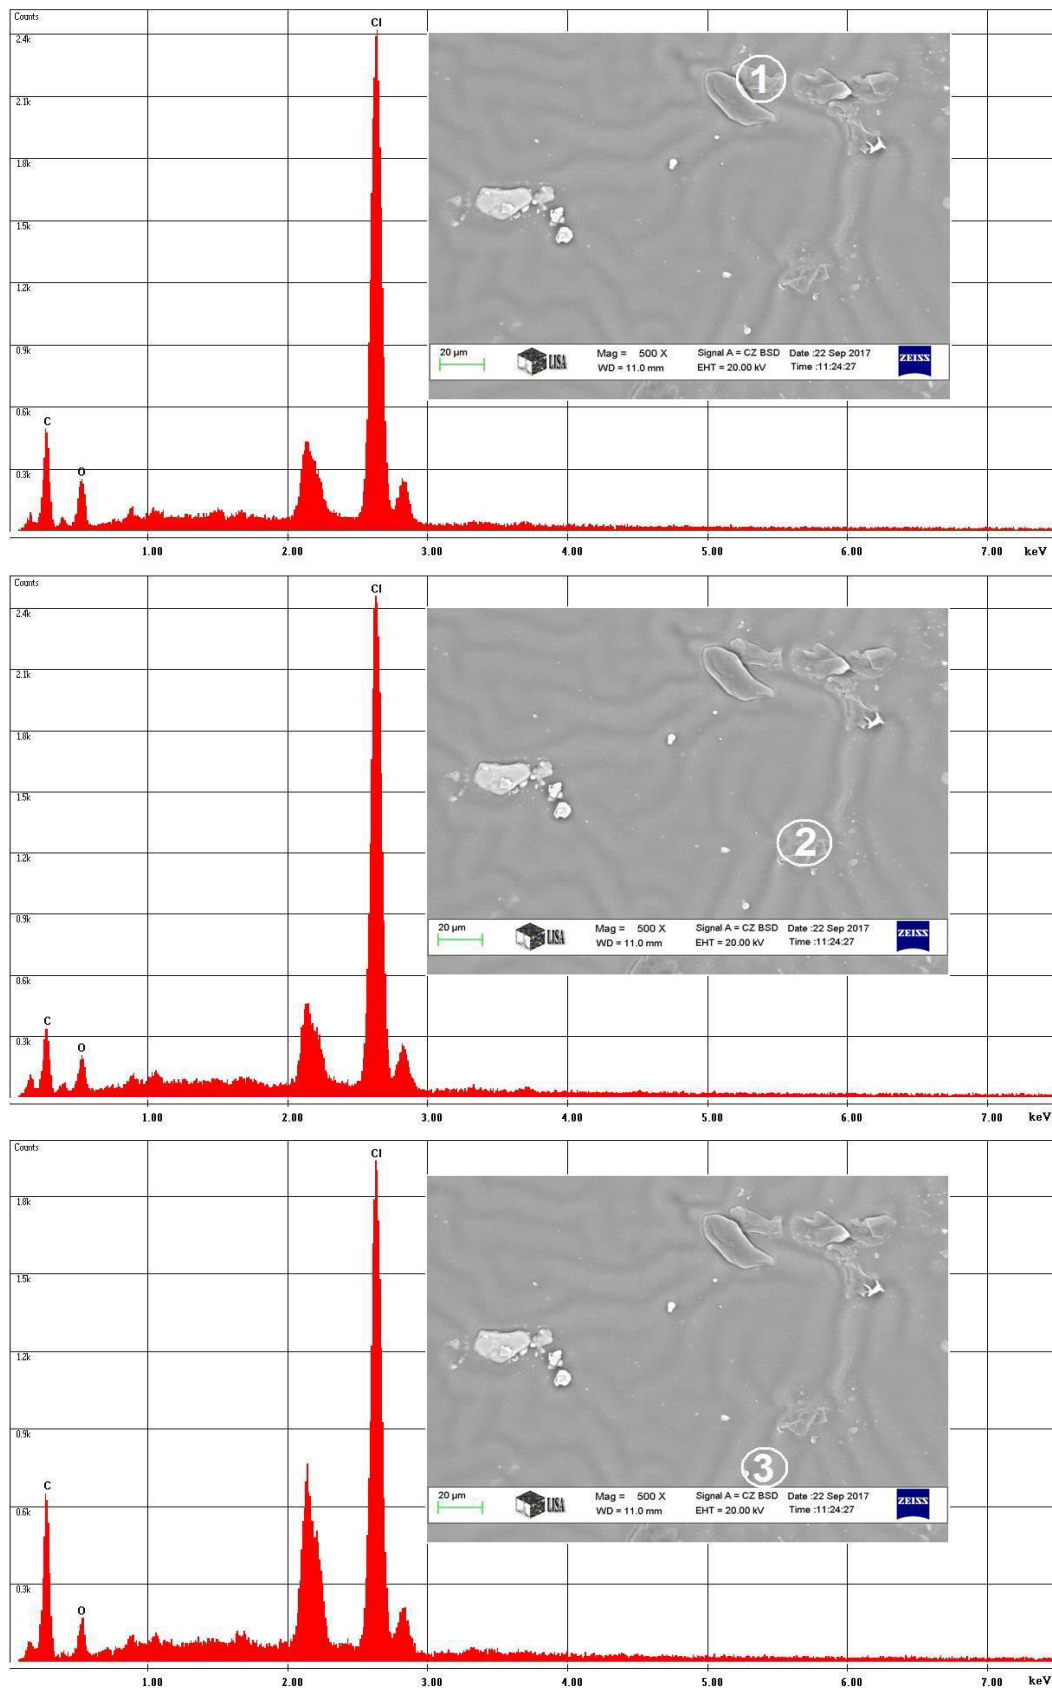 Counts
Cl
2.4k
2.1k
1.8k
1.5k
1.2k
0.9k
0.6k
0.3k
C
O
1
20 µm
LISA
Mag = 500 X
Signal A = CZ BSD
Date :22 Sep 2017
WD = 11.0 mm
EHT = 20.00 kV
Time :11:24:27
ZEISS
1.00 2.00 3.00 4.00 5.00 6.00 7.00 keV
Counts
Cl
2.4k
2.1k
1.8k
1.5k
1.2k
0.9k
0.6k
0.3k
C
O
2
20 µm
LISA
Mag = 500 X
Signal A = CZ BSD
Date :22 Sep 2017
WD = 11.0 mm
EHT = 20.00 kV
Time :11:24:27
ZEISS
1.00 2.00 3.00 4.00 5.00 6.00 7.00 keV
Counts
Cl
1.8k
1.5k
1.2k
0.9k
0.6k
0.3k
C
O
3
20 µm
LISA
Mag = 500 X
Signal A = CZ BSD
Date :22 Sep 2017
WD = 11.0 mm
EHT = 20.00 kV
Time :11:24:27
ZEISS
1.00 2.00 3.00 4.00 5.00 6.00 7.00 keV